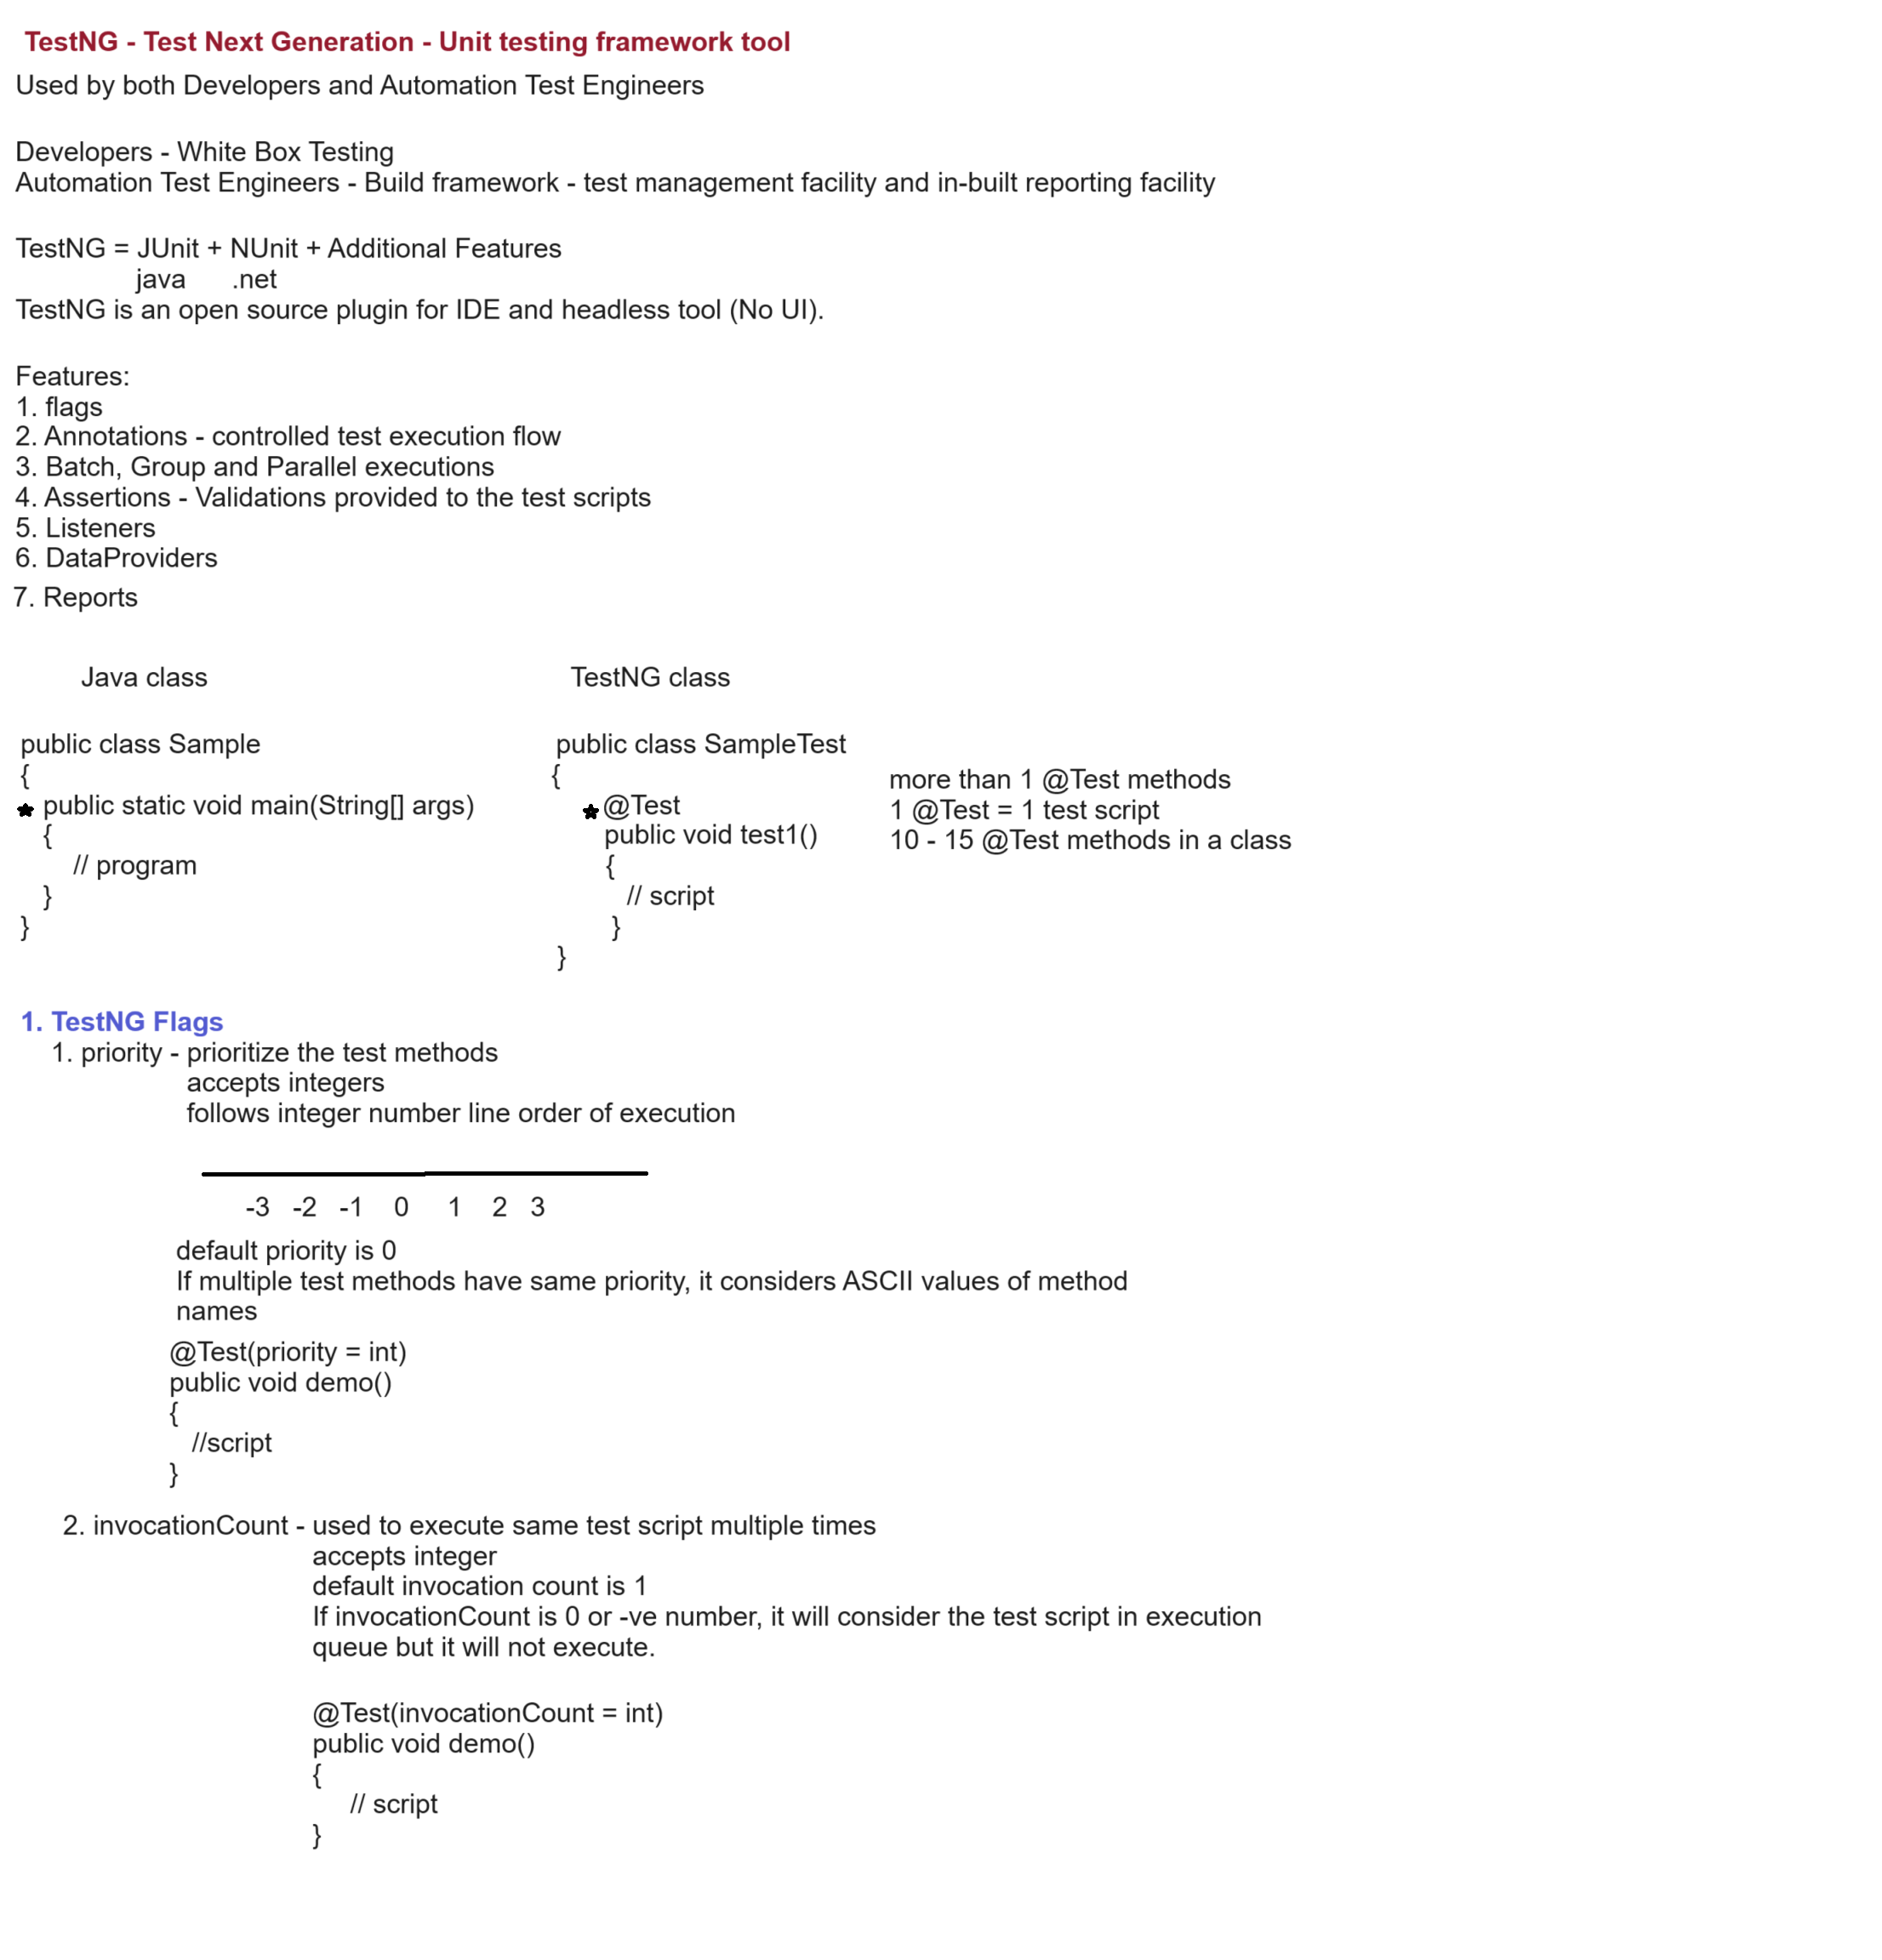 TestNG - Test Next Generation - Unit testing framework tool
Used by both Developers and Automation Test Engineers
Developers - White Box Testing
Automation Test Engineers - Build framework - test management facility and in-built reporting facility
TestNG = JUnit + NUnit + Additional Features
java .net
TestNG is an open source plugin for IDE and headless tool (No UI).
Features:
1. flags
2. Annotations - controlled test execution flow
3. Batch, Group and Parallel executions
4. Assertions - Validations provided to the test scripts
5. Listeners
6. DataProviders
7. Reports
Java class
public class Sample
{
public static void main(String[] args)
{
// program
}
}
TestNG class
public class SampleTest
{
@Test
public void test1()
{
// script
}
}
more than 1 @Test methods
1 @Test = 1 test script
10 - 15 @Test methods in a class
1. TestNG Flags
1. priority - prioritize the test methods
accepts integers
follows integer number line order of execution
-3 -2 -1 0 1 2 3
default priority is 0
If multiple test methods have same priority, it considers ASCII values of method
names
@Test(priority = int)
public void demo()
{
//script
}
2. invocationCount - used to execute same test script multiple times
accepts integer
default invocation count is 1
If invocationCount is 0 or -ve number, it will consider the test script in execution
queue but it will not execute.
@Test(invocationCount = int)
public void demo()
{
// script
}